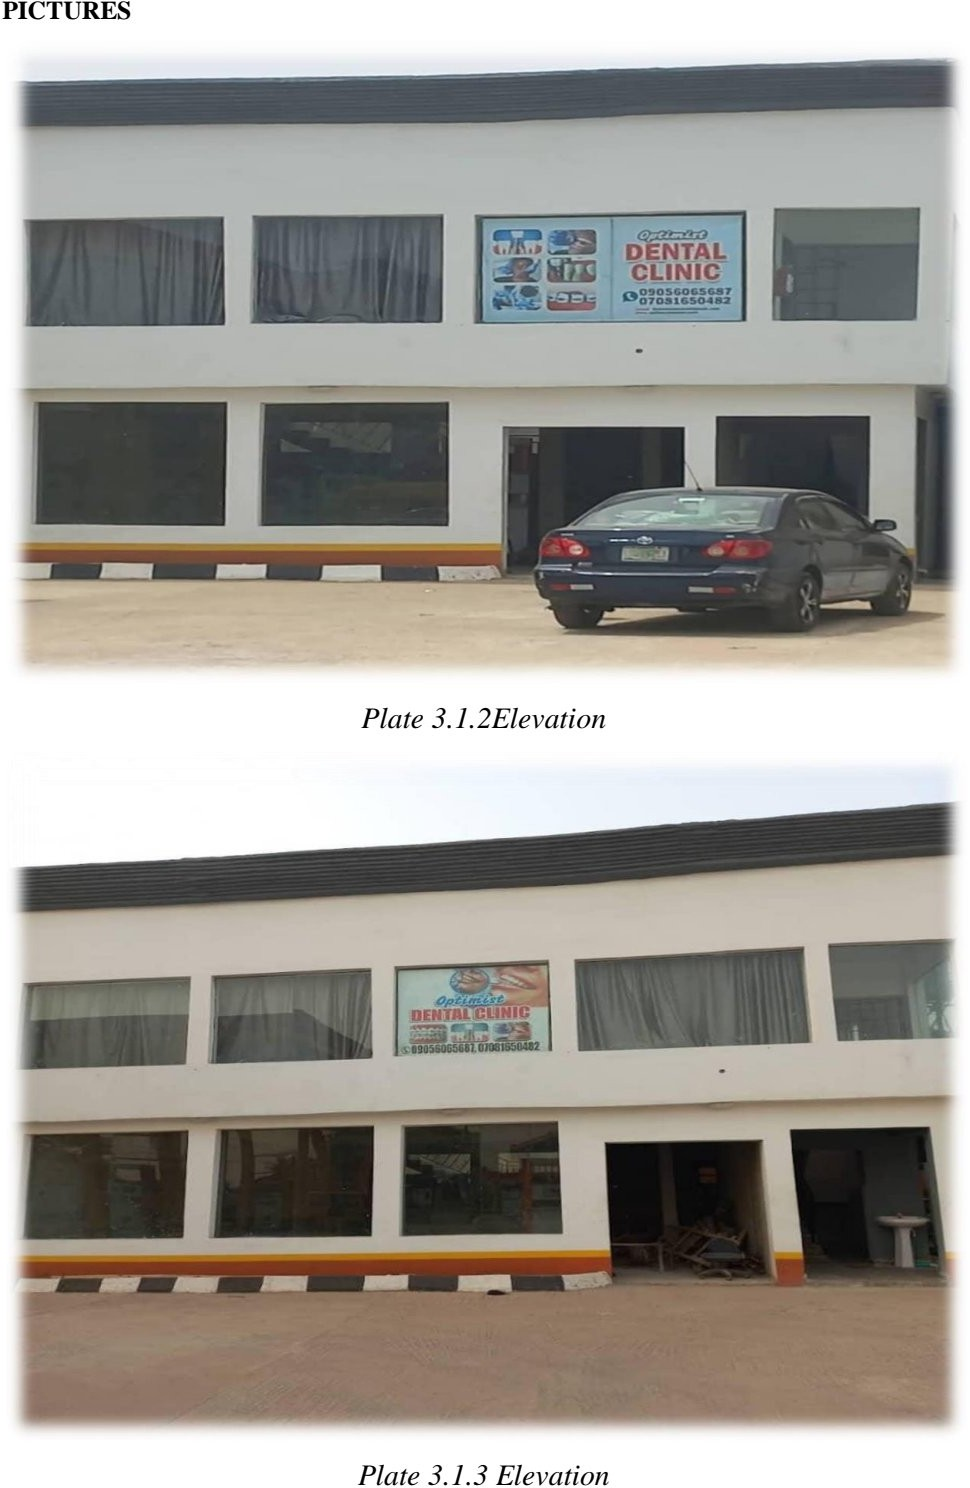 PICTURES
Optimist
DENTAL
CLINIC
09056065687
07081650482
Plate 3.1.2Elevation
Optimist
DENTAL CLINIC
09056065687, 07081650482
Plate 3.1.3 Elevation